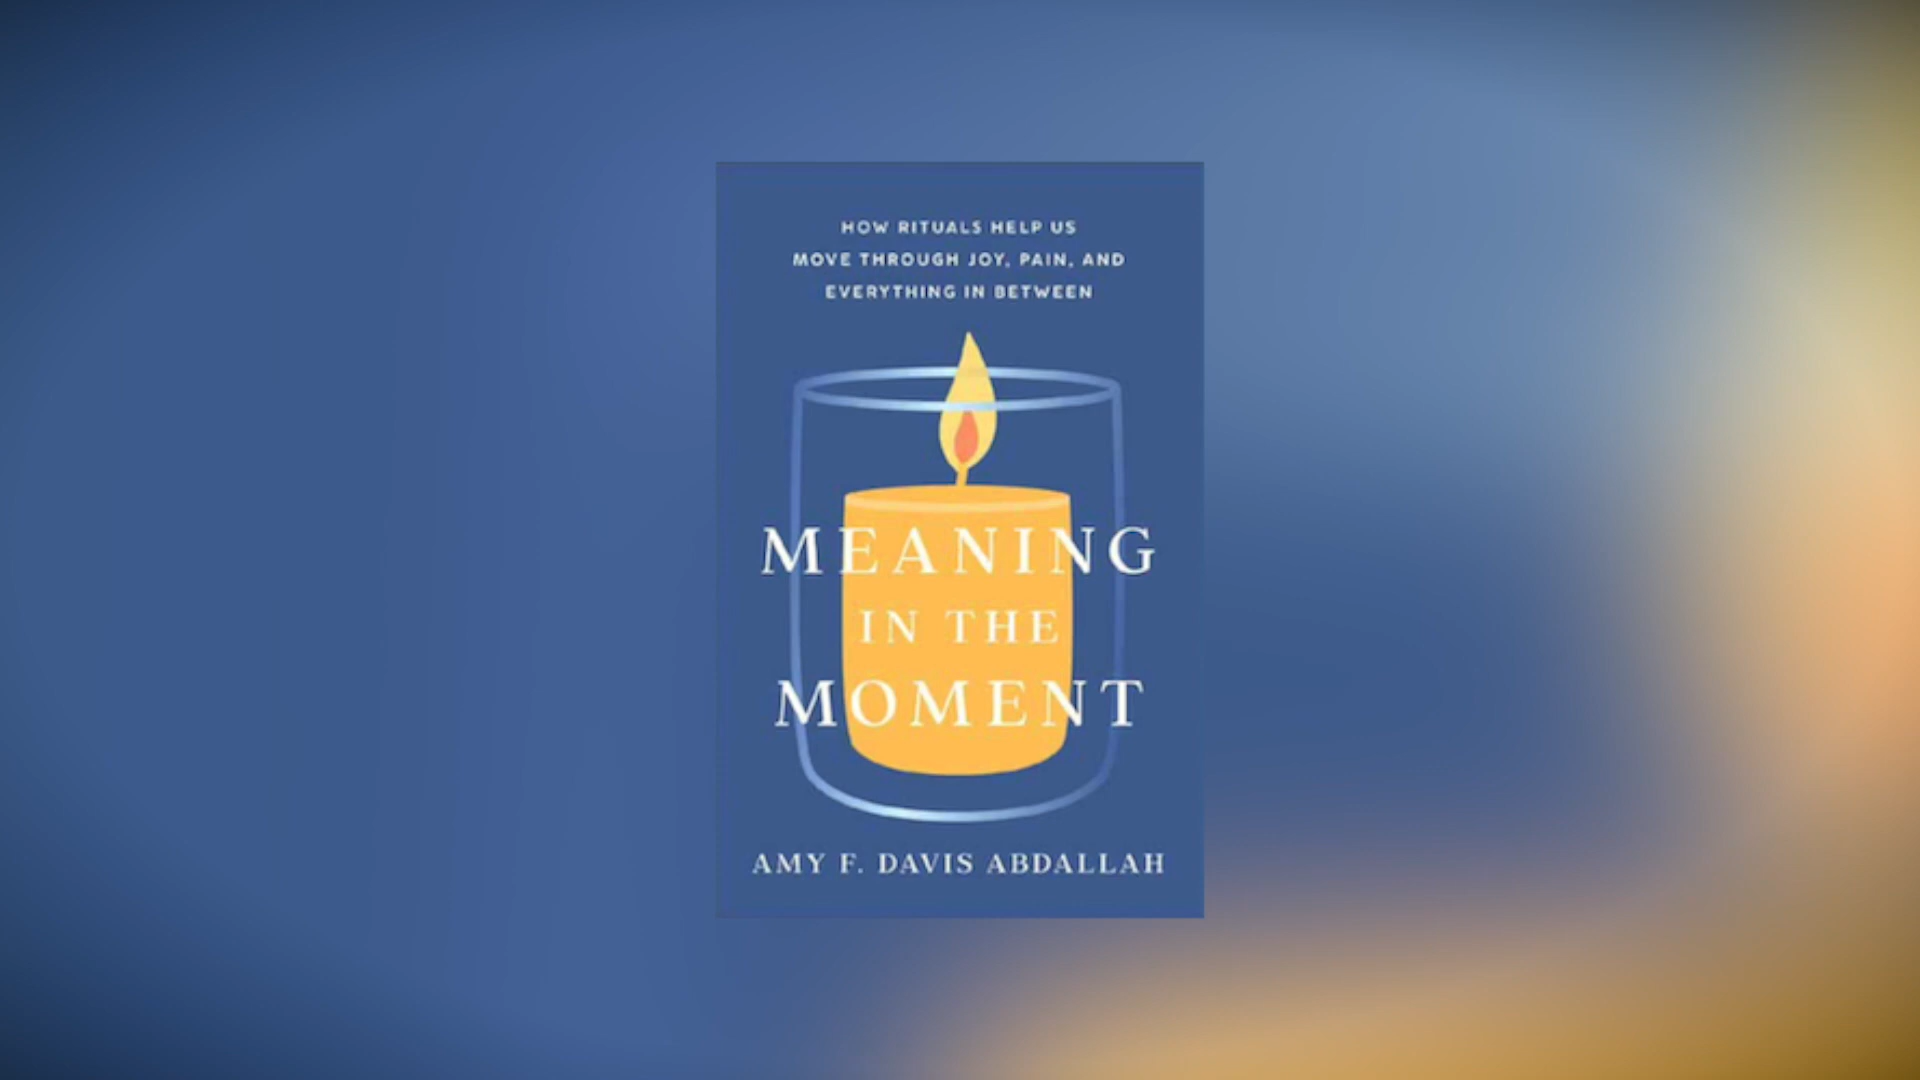 HOW RITUALS HELP US
MOVE THROUGH JOY, PAIN, AND
EVERYTHING IN BETWEEN
MEANING
IN THE
MOMENT
AMY F. DAVIS ABDALLAH